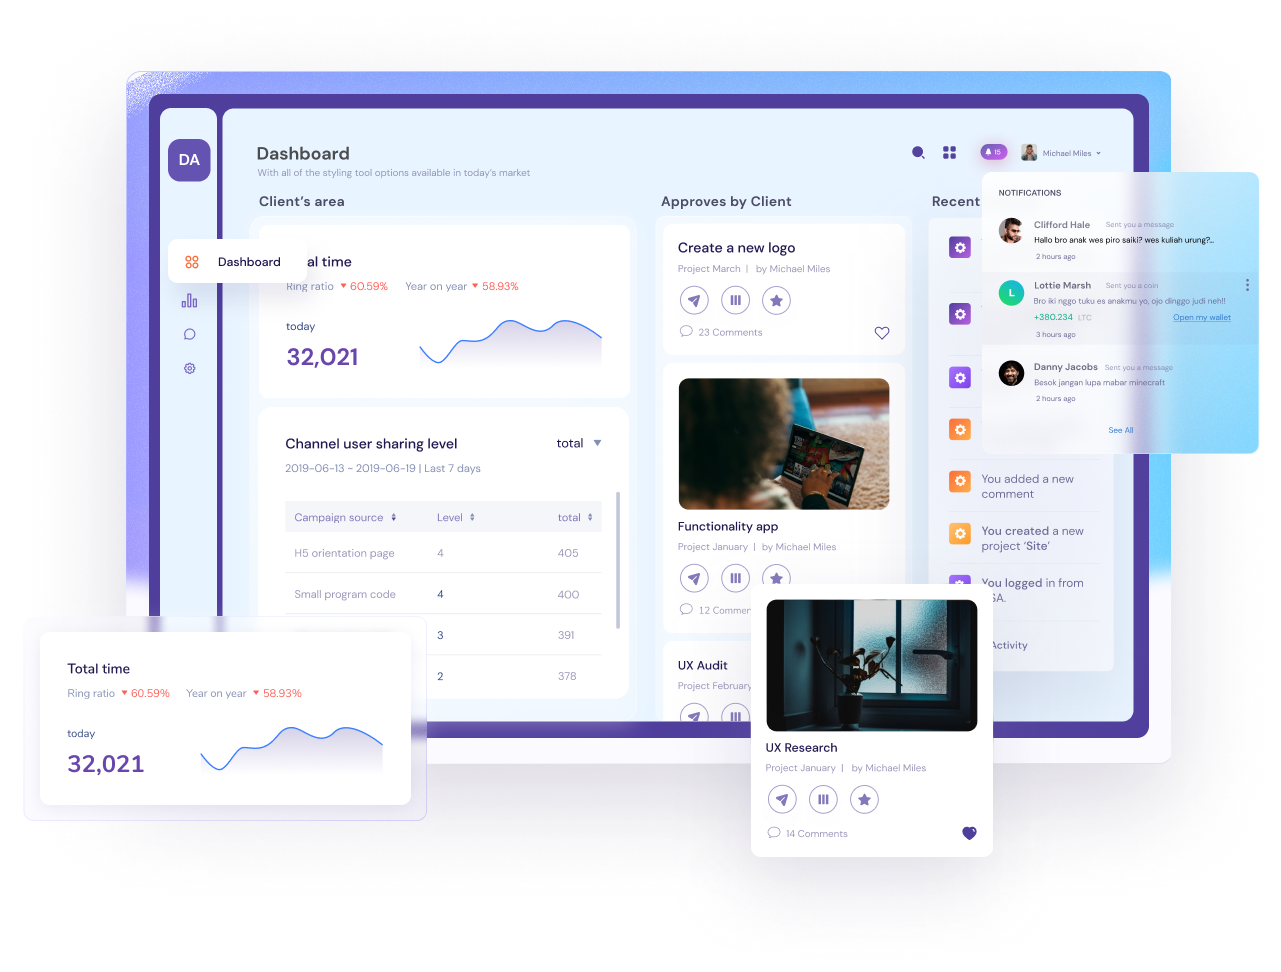 DA
Dashboard
With all of the styling tool options available in today's market
15
Michael Miles
Client's area
Approves by Client
Recent
Dashboard
al time
Ring ratio 60.59% Year on year 58.93%
today
32,021
Channel user sharing level
total
2019-06-13 ~ 2019-06-19 | Last 7 days
Campaign source Level total
H5 orientation page 4 405
Small program code 4 400
3 391
2 378
Create a new logo
Project March | by Michael Miles
23 Comments
Functionality app
Project January | by Michael Miles
12 Commen
UX Audit
Project February
NOTIFICATIONS
Clifford Hale Sent you a message
Hallo bro anak wes piro saiki? wes kuliah urung?...
2 hours ago
L
Lottie Marsh Sent you a coin
Bro iki nggo tuku es anakmu yo, ojo dinggo judi neh!!
+380.234 LTC
Open my wallet
3 hours ago
Danny Jacobs Sent you a message
Besok jangan lupa mabar minecraft
2 hours ago
See All
You added a new
comment
You created a new
project 'Site'
You logged in from
SA.
Activity
Total time
Ring ratio 60.59% Year on year 58.93%
today
32,021
UX Research
Project January | by Michael Miles
14 Comments